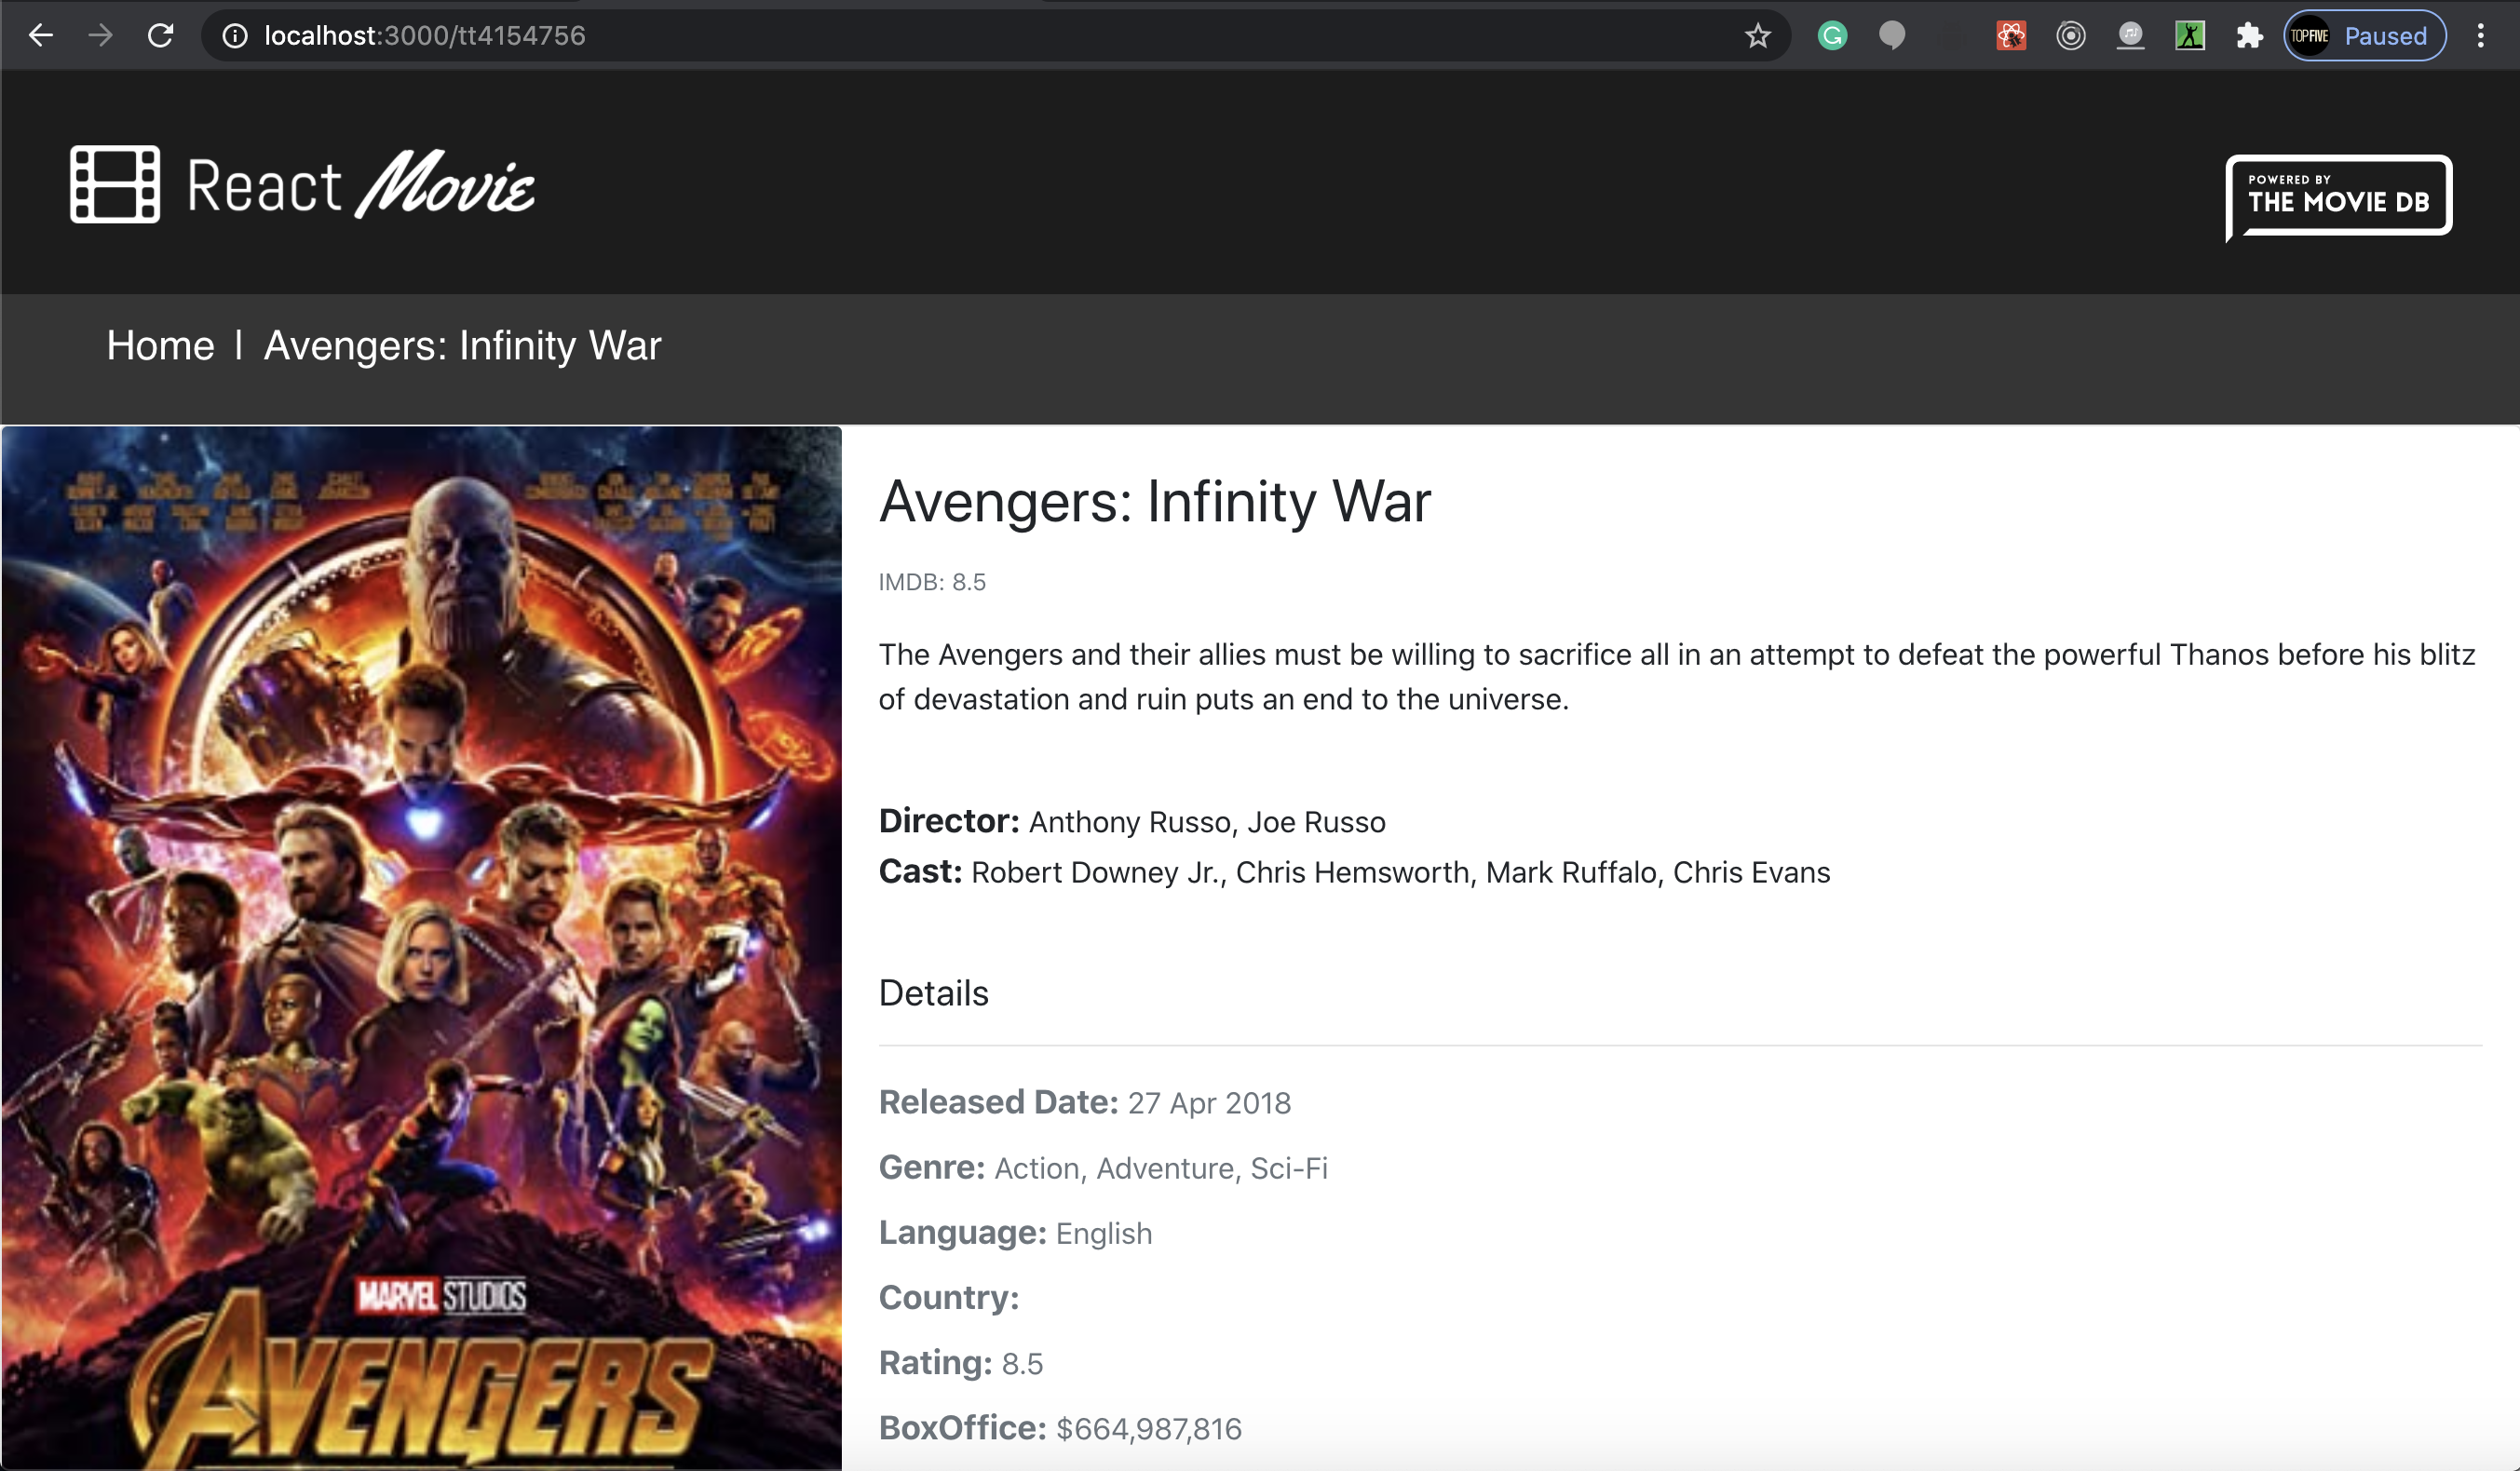 localhost:3000/tt4154756
TOPFIVE Paused
React Movie
POWERED BY
THE MOVIE DB
Home | Avengers: Infinity War
Avengers: Infinity War
IMDB: 8.5
The Avengers and their allies must be willing to sacrifice all in an attempt to defeat the powerful Thanos before his blitz
of devastation and ruin puts an end to the universe.
Director: Anthony Russo, Joe Russo
Cast: Robert Downey Jr., Chris Hemsworth, Mark Ruffalo, Chris Evans
Details
Released Date: 27 Apr 2018
Genre: Action, Adventure, Sci-Fi
Language: English
Country:
Rating: 8.5
BoxOffice: $664,987,816
MARVEL STUDIOS
AVENGERS